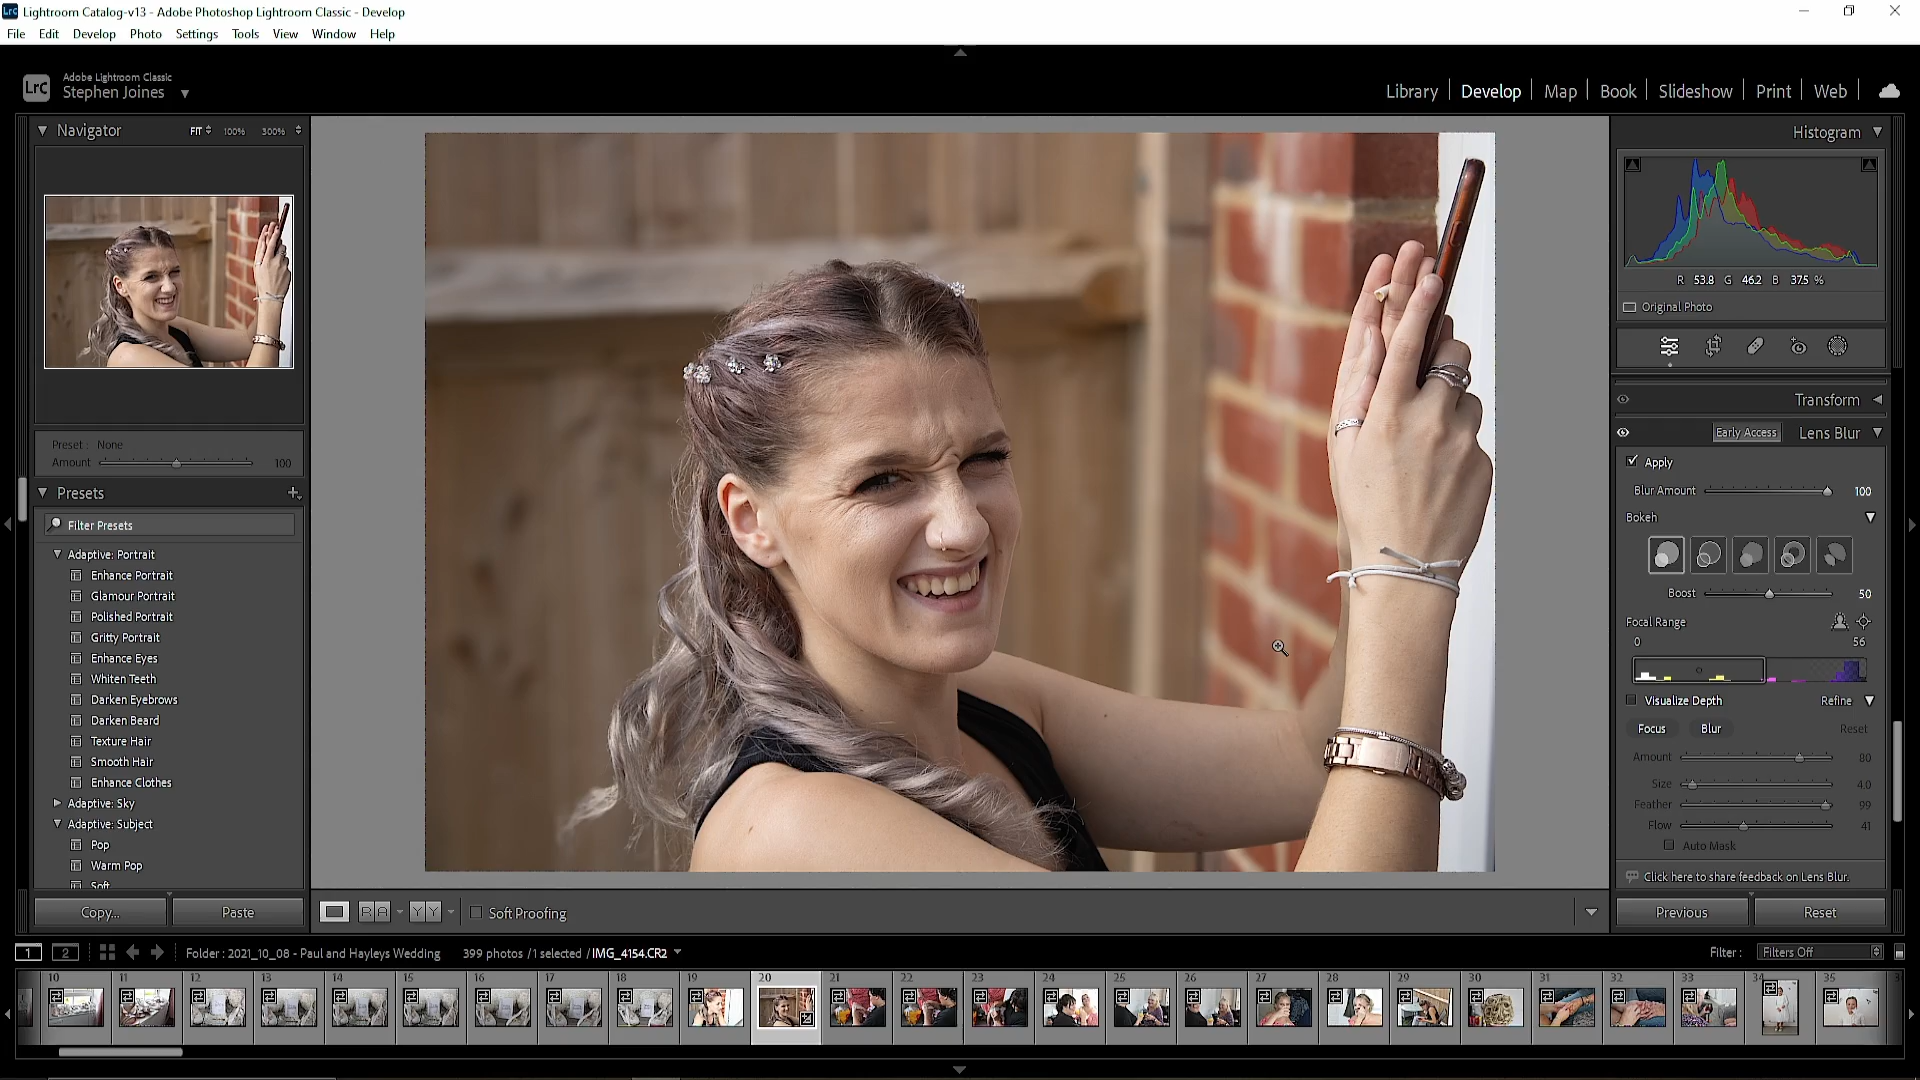 Lrc Lightroom Catalog-v13 - Adobe Photoshop Lightroom Classic - Develop
File Edit Develop Photo Settings Tools View Window Help
LrC Adobe Lightroom Classic
Stephen Joines
Library Develop Map Book Slideshow Print Web
Navigator FIT 100% 300%
Preset : None
Amount 100
Presets
Filter Presets
Adaptive: Portrait
Enhance Portrait
Glamour Portrait
Polished Portrait
Gritty Portrait
Enhance Eyes
Whiten Teeth
Darken Eyebrows
Darken Beard
Texture Hair
Smooth Hair
Enhance Clothes
Adaptive: Sky
Adaptive: Subject
Pop
Warm Pop
Soft
Copy... Paste
R A Y Y Soft Proofing
Histogram
R 53.8 G 46.2 B 37.5 %
Original Photo
Transform
Early Access Lens Blur
Apply
Blur Amount 100
Bokeh
Boost 50
Focal Range
0 56
Visualize Depth Refine
Focus Blur Reset
Amount 80
Size 4.0
Feather 99
Flow 41
Auto Mask
Click here to share feedback on Lens Blur.
Previous Reset
1 2 Folder : 2021_10_08 - Paul and Hayleys Wedding 399 photos / 1 selected / IMG_4154.CR2 Filter : Filters Off
10 11 12 13 14 15 16 17 18 19 20 21 22 23 24 25 26 27 28 29 30 31 32 33 34 35